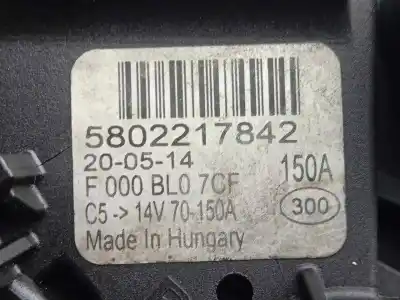 5802217842
20-05-14
F 000 BL0 7CF 150A
C5-> 14V 70-150A 300
Made In Hungary